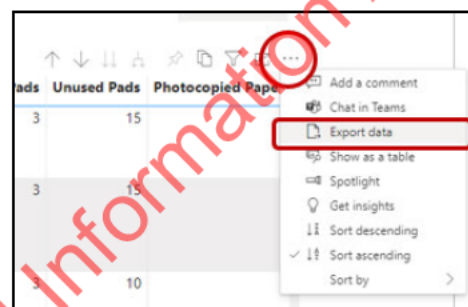 ...
ads Unused Pads Photocopied Pape
3 15
3 15
3 10
Add a comment
Chat in Teams
Export data
Show as a table
Spotlight
Get insights
Sort descending
Sort ascending
Sort by
Information